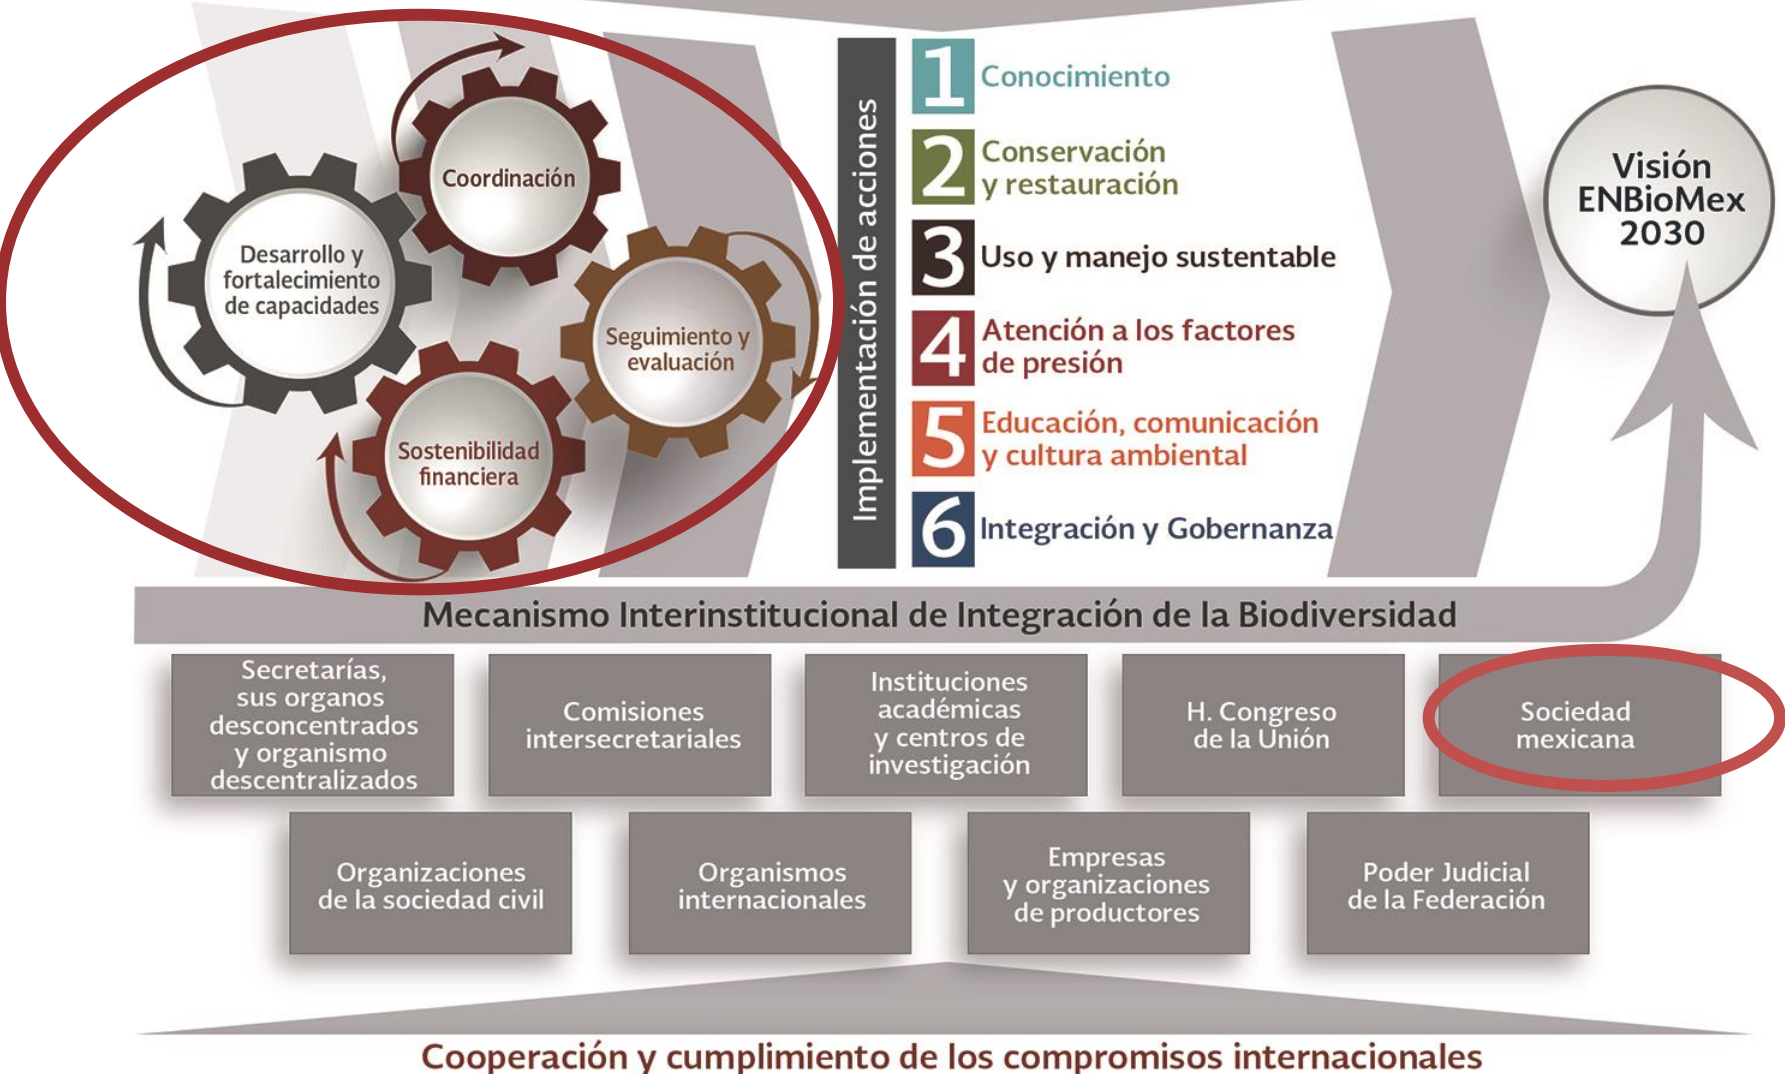 Coordinación
Desarrollo y
fortalecimiento
de capacidades
Seguimiento y
evaluación
Sostenibilidad
financiera
Implementación de acciones
1
Conocimiento
2
Conservación
y restauración
3
Uso y manejo sustentable
4
Atención a los factores
de presión
5
Educación, comunicación
y cultura ambiental
6
Integración y Gobernanza
Visión
ENBioMex
2030
Mecanismo Interinstitucional de Integración de la Biodiversidad
Secretarías,
sus organos
desconcentrados
y organismo
descentralizados
Comisiones
intersecretariales
Instituciones
académicas
y centros de
investigación
H. Congreso
de la Unión
Sociedad
mexicana
Organizaciones
de la sociedad civil
Organismos
internacionales
Empresas
y organizaciones
de productores
Poder Judicial
de la Federación
Cooperación y cumplimiento de los compromisos internacionales